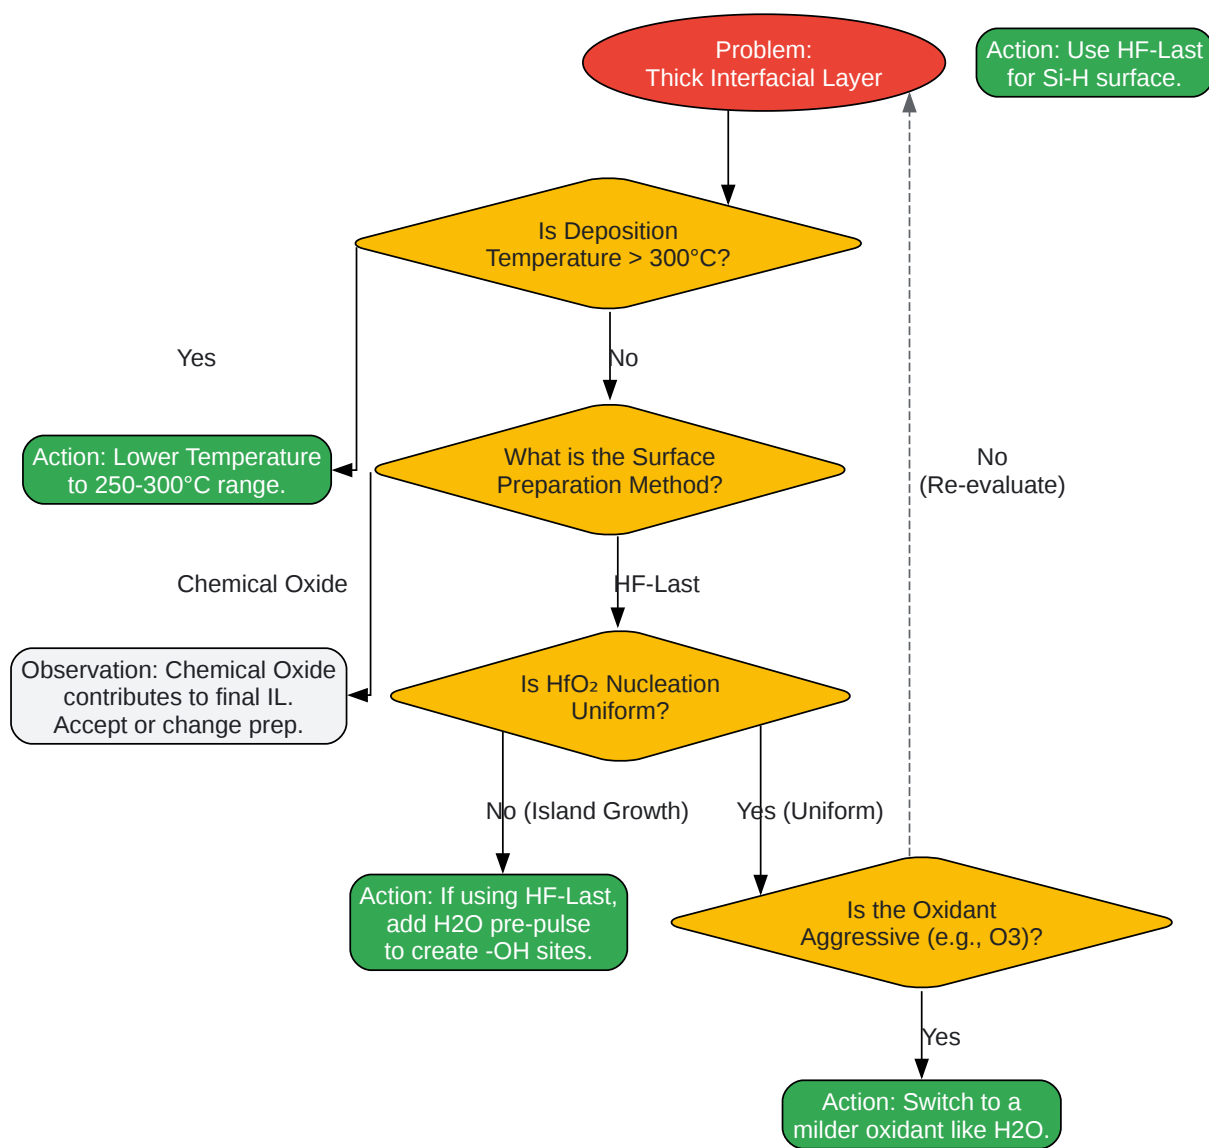 Problem:
Thick Interfacial Layer
Action: Use HF-Last
for Si-H surface.
Is Deposition
Temperature > 300°C?
Yes
No
Action: Lower Temperature
to 250-300°C range.
What is the Surface
Preparation Method?
No
(Re-evaluate)
Chemical Oxide
HF-Last
Observation: Chemical Oxide
contributes to final IL.
Accept or change prep.
Is HfO₂ Nucleation
Uniform?
No (Island Growth)
Yes (Uniform)
Action: If using HF-Last,
add H2O pre-pulse
to create -OH sites.
Is the Oxidant
Aggressive (e.g., O3)?
Yes
Action: Switch to a
milder oxidant like H2O.